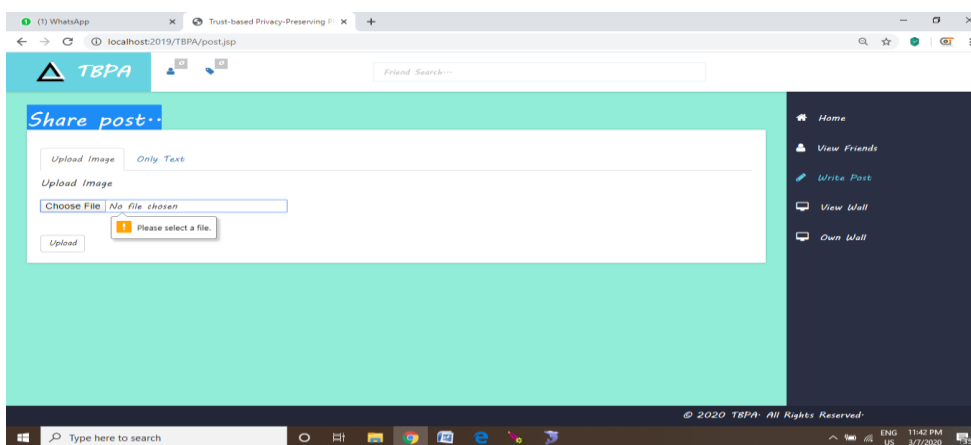 (1) WhatsApp
Trust-based Privacy-Preserving P
localhost:2019/TBPA/post.jsp
TBPA
0
0
Friend Search...
Share post..
Home
Upload Image Only Text
View Friends
Upload Image
Write Post
Choose File No file chosen
View Wall
Please select a file.
Own Wall
Upload
© 2020 TBPA. All Rights Reserved.
Type here to search
ENG 11:42 PM
US 3/7/2020